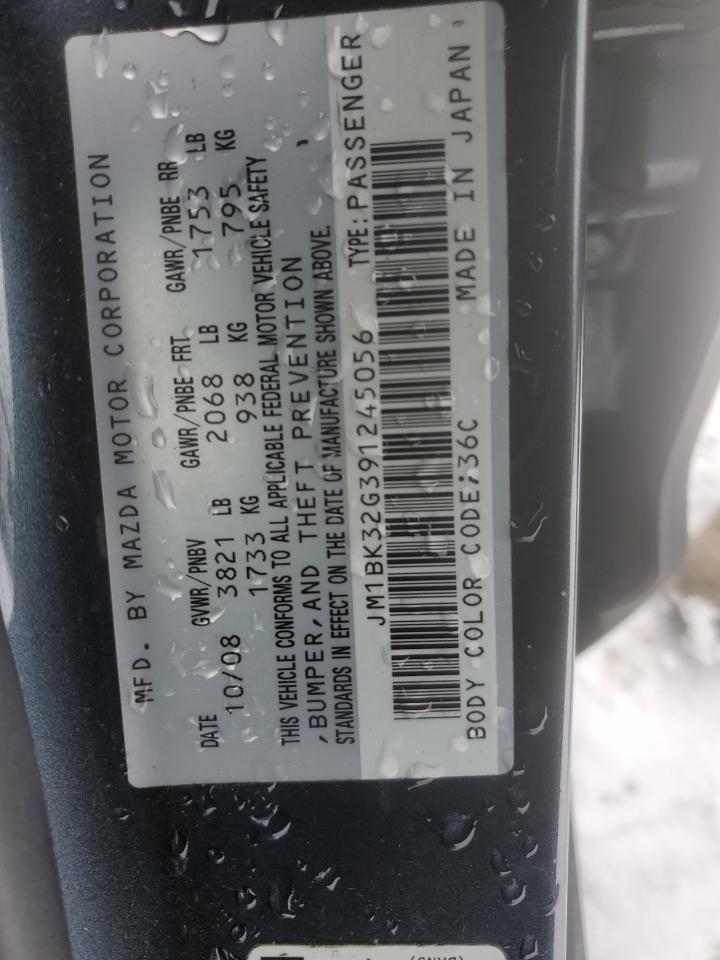 MFD. BY MAZDA MOTOR CORPORATION
DATE GVWR/PNBV GAWR/PNBE FRT GAWR/PNBE RR
10/08 3821 LB 2068 LB 1753 LB
1733 KG 938 KG 795 KG
THIS VEHICLE CONFORMS TO ALL APPLICABLE FEDERAL MOTOR VEHICLE SAFETY
,BUMPER,AND THEFT PREVENTION ,
STANDARDS IN EFFECT ON THE DATE OF MANUFACTURE SHOWN ABOVE.
JM1BK32G391245056 TYPE:PASSENGER
BODY COLOR CODE:36C MADE IN JAPAN